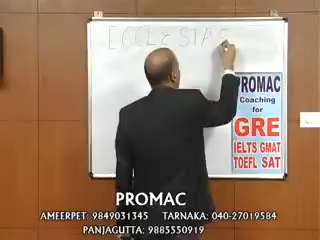 ECCLESIAS
PROMAC
Coaching
for
GRE
IELTS GMAT
TOEFL SAT
PROMAC
AMEERPET: 9849031345 TARNAKA: 040-27019584
PANJAGUTTA: 9885550919